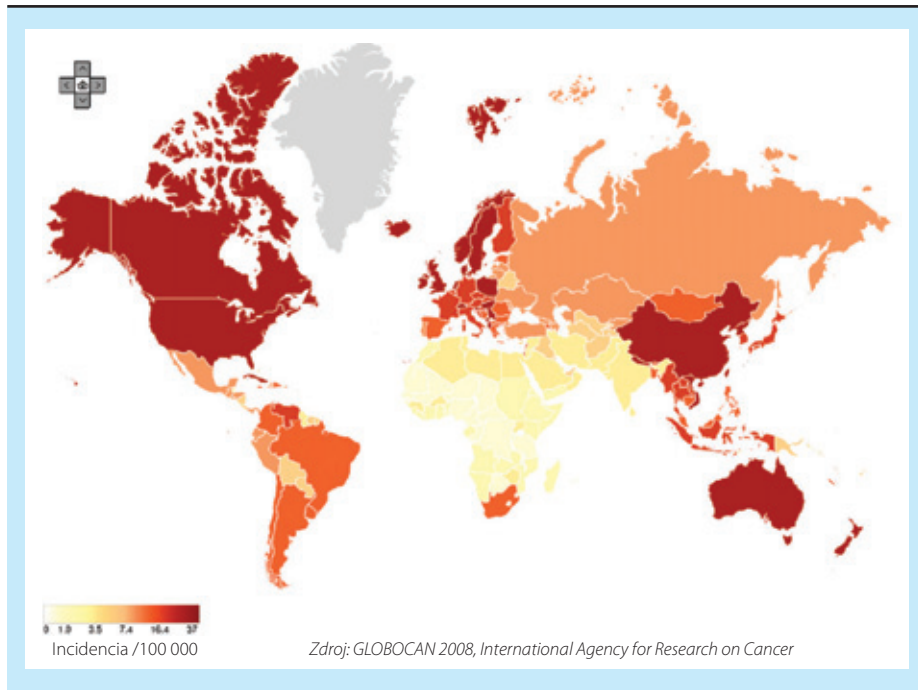 0 1.0 3.5 7.4 16.4 37
Incidencia /100 000
Zdroj: GLOBOCAN 2008, International Agency for Research on Cancer